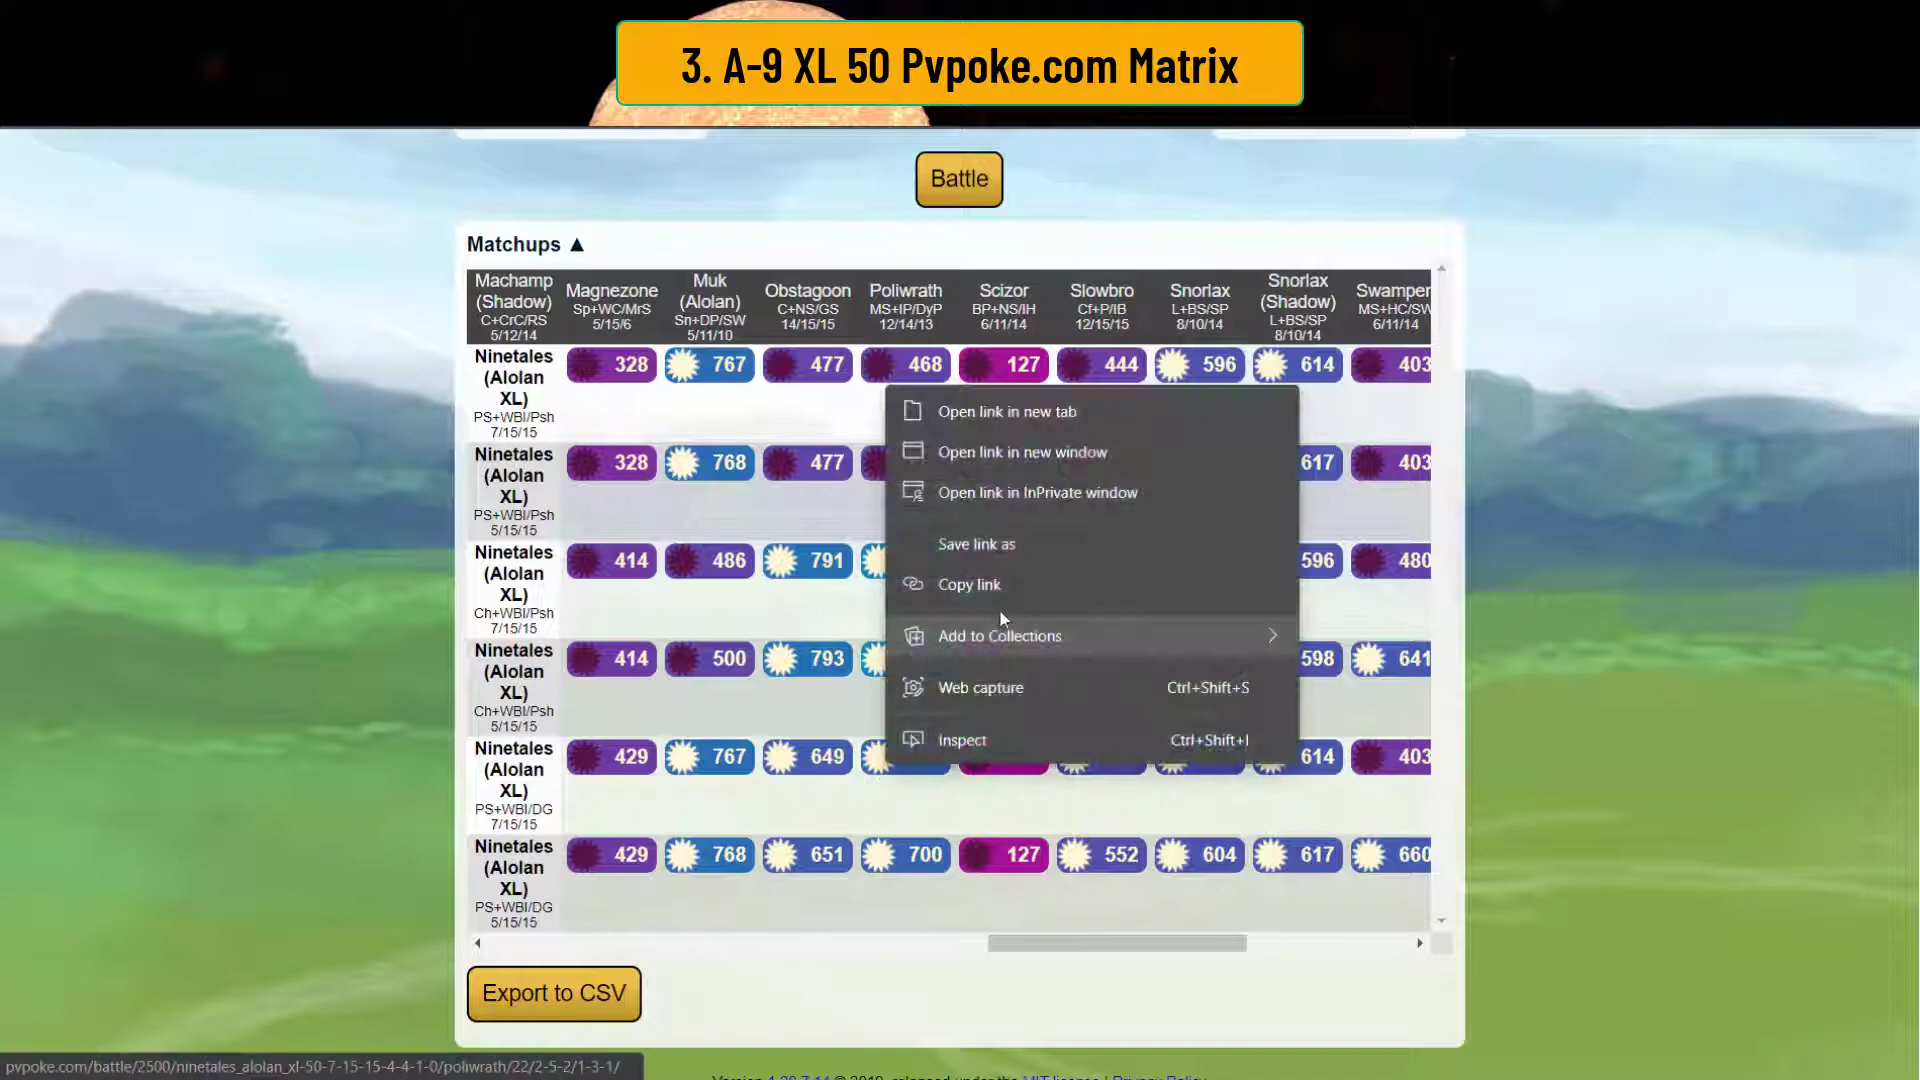 3. A-9 XL 50 Pvpoke.com Matrix
Battle
Matchups ▲
Machamp (Shadow) C+CrC/RS 5/12/14
Magnezone Sp+WC/MrS 5/15/6
Muk (Alolan) Sn+DP/SW 5/11/10
Obstagoon C+NS/GS 14/15/15
Poliwrath MS+IP/DyP 12/14/13
Scizor BP+NS/IH 6/11/14
Slowbro Cf+P/IB 12/15/15
Snorlax L+BS/SP 8/10/14
Snorlax (Shadow) L+BS/SP 8/10/14
Swamper MS+HC/SW 6/11/14
Ninetales (Alolan XL) PS+WBI/Psh 7/15/15
328 767 477 468 127 444 596 614 403
Ninetales (Alolan XL) PS+WBI/Psh 5/15/15
328 768 477 617 403
Ninetales (Alolan XL) Ch+WBI/Psh 7/15/15
414 486 791 596 480
Ninetales (Alolan XL) Ch+WBI/Psh 5/15/15
414 500 793 598 641
Ninetales (Alolan XL) PS+WBI/DG 7/15/15
429 767 649 614 403
Ninetales (Alolan XL) PS+WBI/DG 5/15/15
429 768 651 700 127 552 604 617 660
Open link in new tab
Open link in new window
Open link in InPrivate window
Save link as
Copy link
Add to Collections
Web capture Ctrl+Shift+S
Inspect Ctrl+Shift+I
Export to CSV
pvpoke.com/battle/2500/ninetales_alolan_xl-50-7-15-15-4-4-1-0/poliwrath/22/2-5-2/1-3-1/